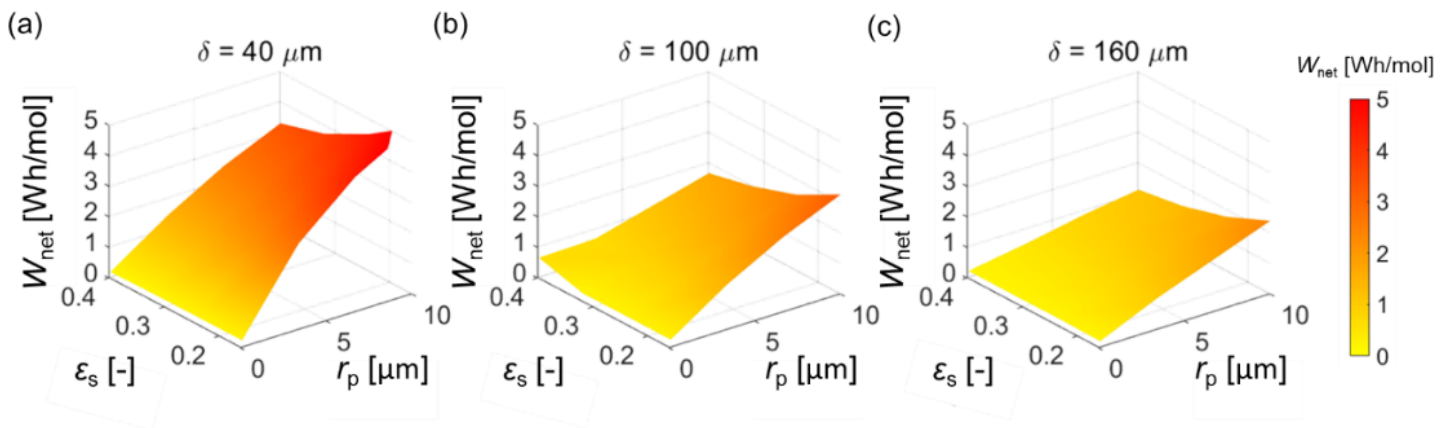 (a)
δ = 40 μm
W_net [Wh/mol]
5
4
3
2
1
0
0.4
0.3
0.2
ε_s [-]
0
5
10
r_p [μm]
(b)
δ = 100 μm
W_net [Wh/mol]
5
4
3
2
1
0
0.4
0.3
0.2
ε_s [-]
0
5
10
r_p [μm]
(c)
δ = 160 μm
W_net [Wh/mol]
5
4
3
2
1
0
0.4
0.3
0.2
ε_s [-]
0
5
10
r_p [μm]
W_net [Wh/mol]
5
4
3
2
1
0